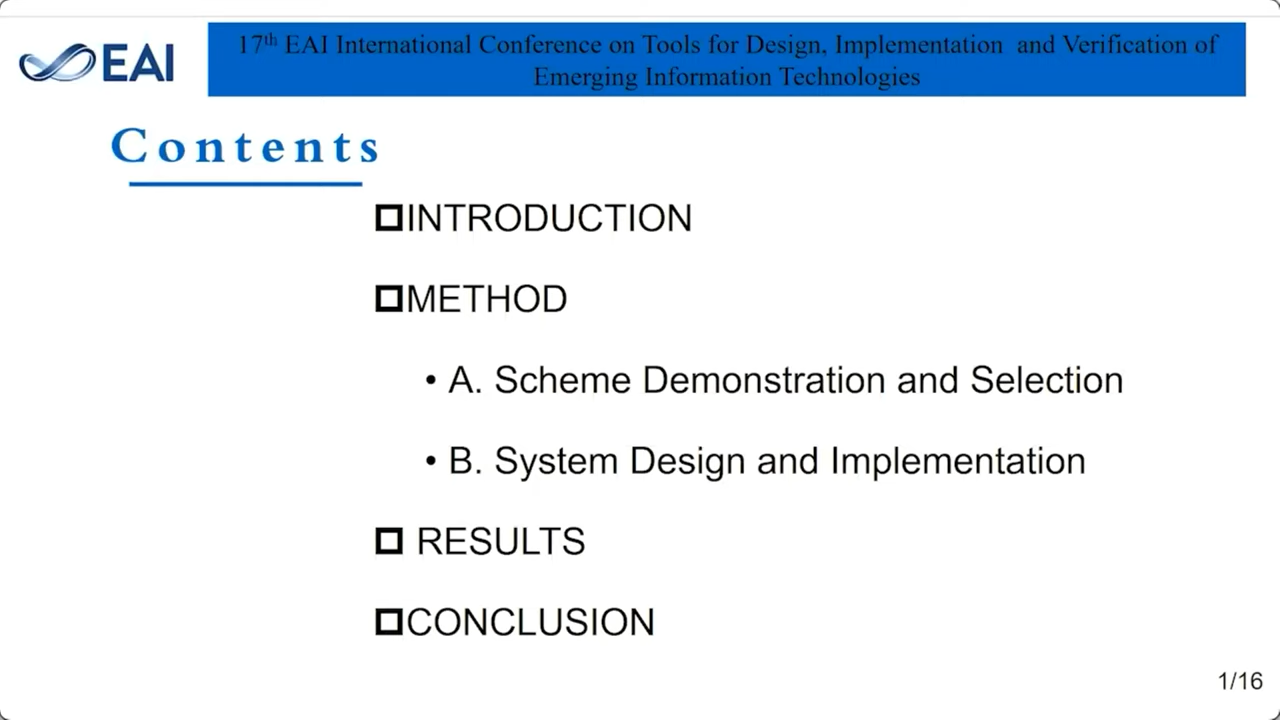 EAI
17th EAI International Conference on Tools for Design, Implementation and Verification of
Emerging Information Technologies
Contents
INTRODUCTION
METHOD
• A. Scheme Demonstration and Selection
• B. System Design and Implementation
RESULTS
CONCLUSION
1/16